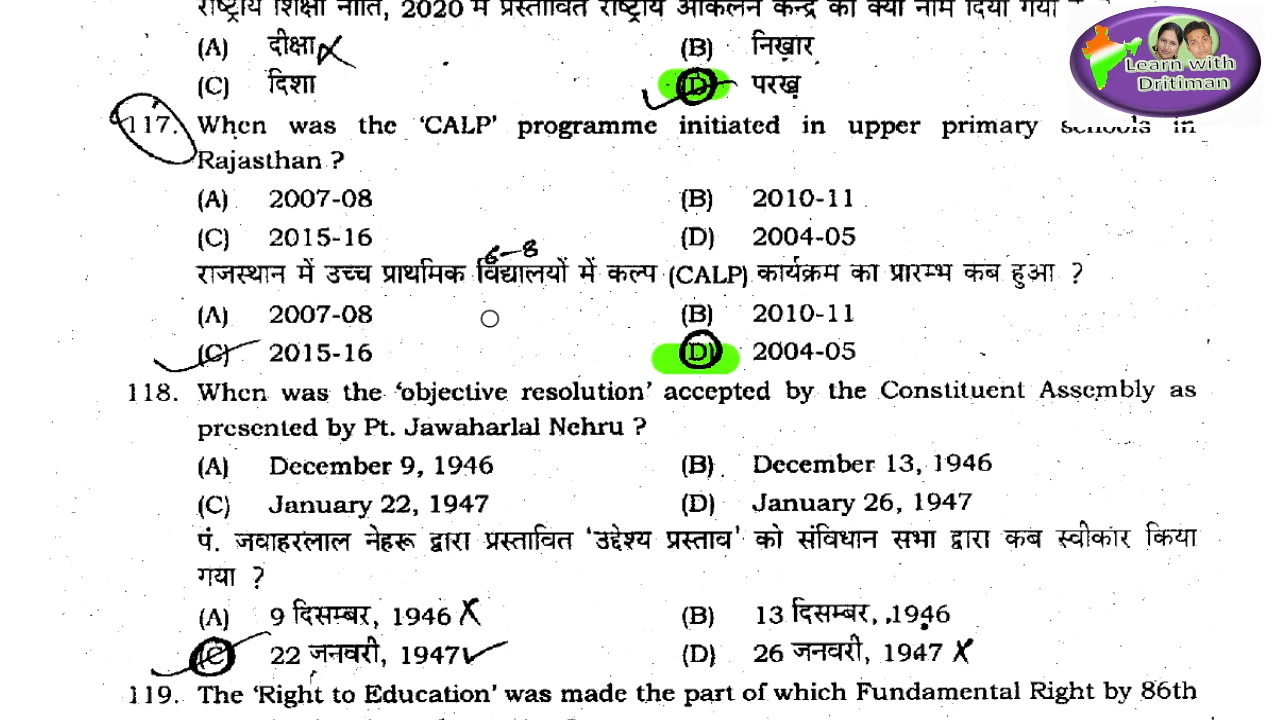 राष्ट्रीय शिक्षा नीति, 2020 में प्रस्तावित राष्ट्रीय आकलन केन्द्र को क्या नाम दिया गया
(A) दीक्षा (B) निखार
(C) दिशा (D) परख
Learn with
Dritiman
117. When was the ‘CALP’ programme initiated in upper primary schools in
Rajasthan ?
(A) 2007-08 (B) 2010-11
(C) 2015-16 (D) 2004-05
6-8
राजस्थान में उच्च प्राथमिक विद्यालयों में कल्प (CALP) कार्यक्रम का प्रारम्भ कब हुआ ?
(A) 2007-08 (B) 2010-11
(C) 2015-16 (D) 2004-05
118. When was the ‘objective resolution’ accepted by the Constituent Assembly as
presented by Pt. Jawaharlal Nehru ?
(A) December 9, 1946 (B) December 13, 1946
(C) January 22, 1947 (D) January 26, 1947
पं. जवाहरलाल नेहरू द्वारा प्रस्तावित ‘उद्देश्य प्रस्ताव’ को संविधान सभा द्वारा कब स्वीकार किया
गया ?
(A) 9 दिसम्बर, 1946 (B) 13 दिसम्बर, 1946
(C) 22 जनवरी, 1947 (D) 26 जनवरी, 1947
119. The ‘Right to Education’ was made the part of which Fundamental Right by 86th